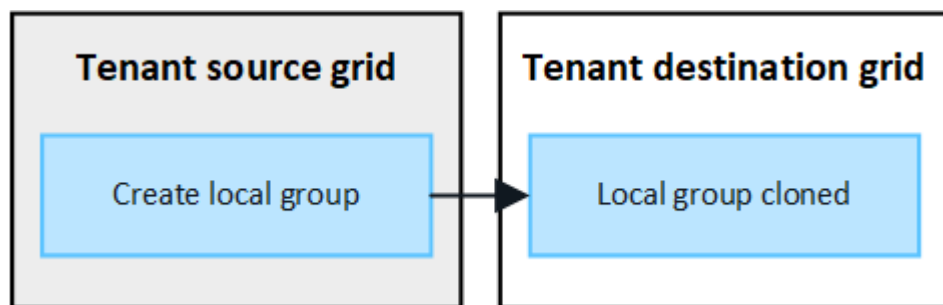 Tenant source grid
Create local group
Tenant destination grid
Local group cloned